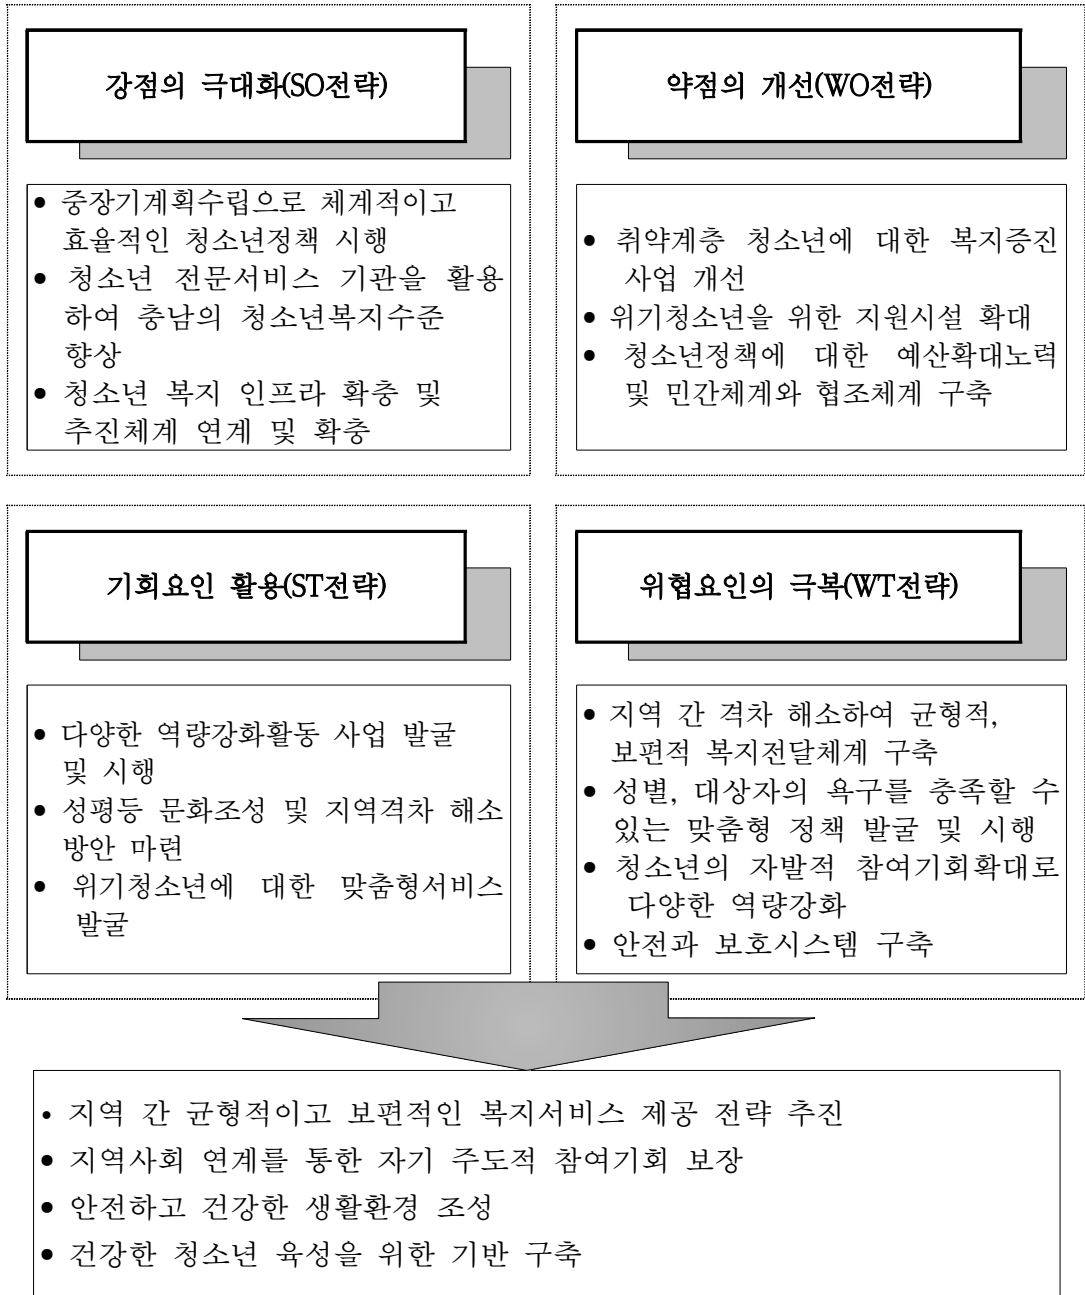 강점의 극대화(SO전략)
• 중장기계획수립으로 체계적이고
효율적인 청소년정책 시행
• 청소년 전문서비스 기관을 활용
하여 충남의 청소년복지수준
향상
• 청소년 복지 인프라 확충 및
추진체계 연계 및 확충
약점의 개선(WO전략)
• 취약계층 청소년에 대한 복지증진
사업 개선
• 위기청소년을 위한 지원시설 확대
• 청소년정책에 대한 예산확대노력
및 민간체계와 협조체계 구축
기회요인 활용(ST전략)
• 다양한 역량강화활동 사업 발굴
및 시행
• 성평등 문화조성 및 지역격차 해소
방안 마련
• 위기청소년에 대한 맞춤형서비스
발굴
위협요인의 극복(WT전략)
• 지역 간 격차 해소하여 균형적,
보편적 복지전달체계 구축
• 성별, 대상자의 욕구를 충족할 수
있는 맞춤형 정책 발굴 및 시행
• 청소년의 자발적 참여기회확대로
다양한 역량강화
• 안전과 보호시스템 구축
• 지역 간 균형적이고 보편적인 복지서비스 제공 전략 추진
• 지역사회 연계를 통한 자기 주도적 참여기회 보장
• 안전하고 건강한 생활환경 조성
• 건강한 청소년 육성을 위한 기반 구축